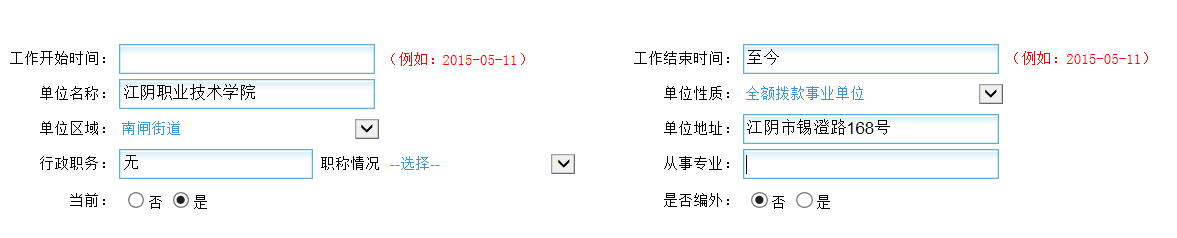 工作开始时间： （例如：2015-05-11） 工作结束时间： 至今 （例如：2015-05-11）
单位名称： 江阴职业技术学院 单位性质： 全额拨款事业单位
单位区域： 南闸街道 单位地址： 江阴市锡澄路168号
行政职务： 无 职称情况 --选择-- 从事专业：
当前： 否 是 是否编外： 否 是